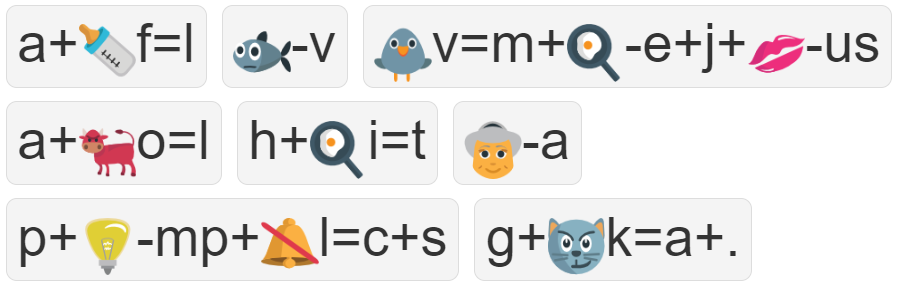 a+🍼f=l 🐟-v 🐦v=m+🍳-e+j+💋-us
a+🐂o=l h+🍳i=t 👵-a
p+💡-mp+🔕l=c+s g+😼k=a+.